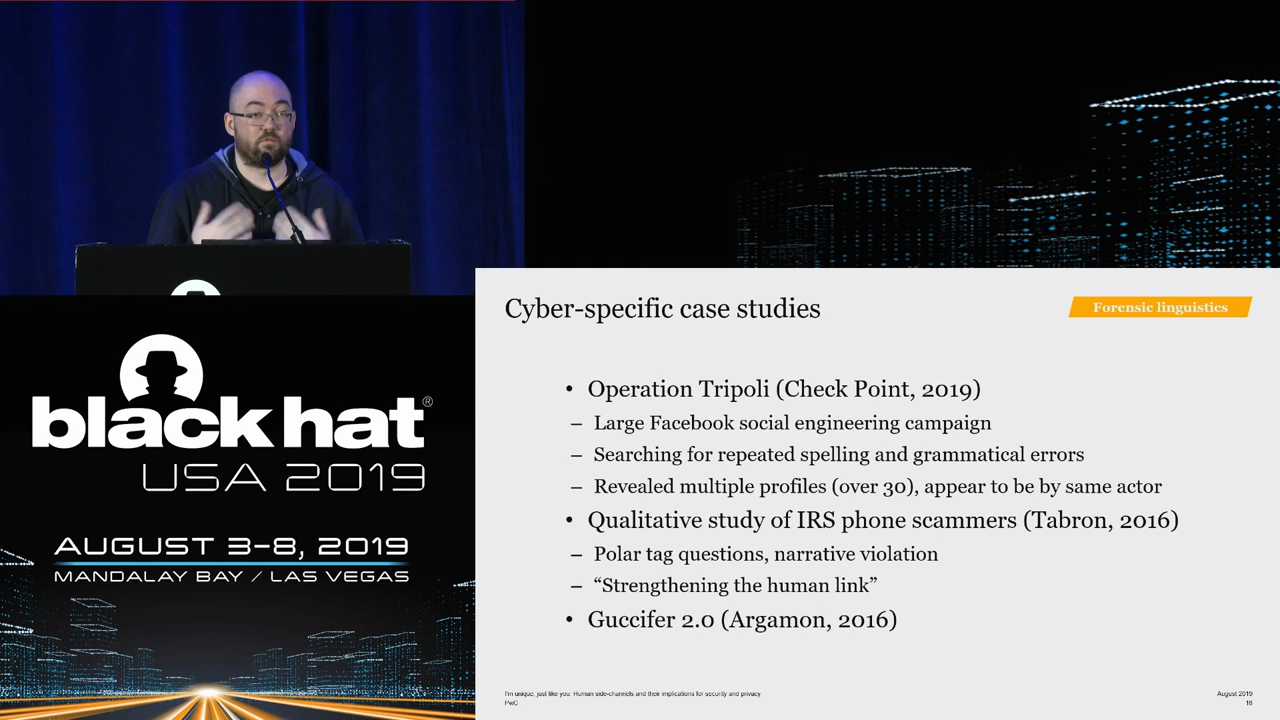 black hat®
USA 2019
AUGUST 3-8, 2019
MANDALAY BAY / LAS VEGAS
Cyber-specific case studies
Forensic linguistics
• Operation Tripoli (Check Point, 2019)
– Large Facebook social engineering campaign
– Searching for repeated spelling and grammatical errors
– Revealed multiple profiles (over 30), appear to be by same actor
• Qualitative study of IRS phone scammers (Tabron, 2016)
– Polar tag questions, narrative violation
– “Strengthening the human link”
• Guccifer 2.0 (Argamon, 2016)
I'm unique, just like you: Human side-channels and their implications for security and privacy
PwC
August 2019
16